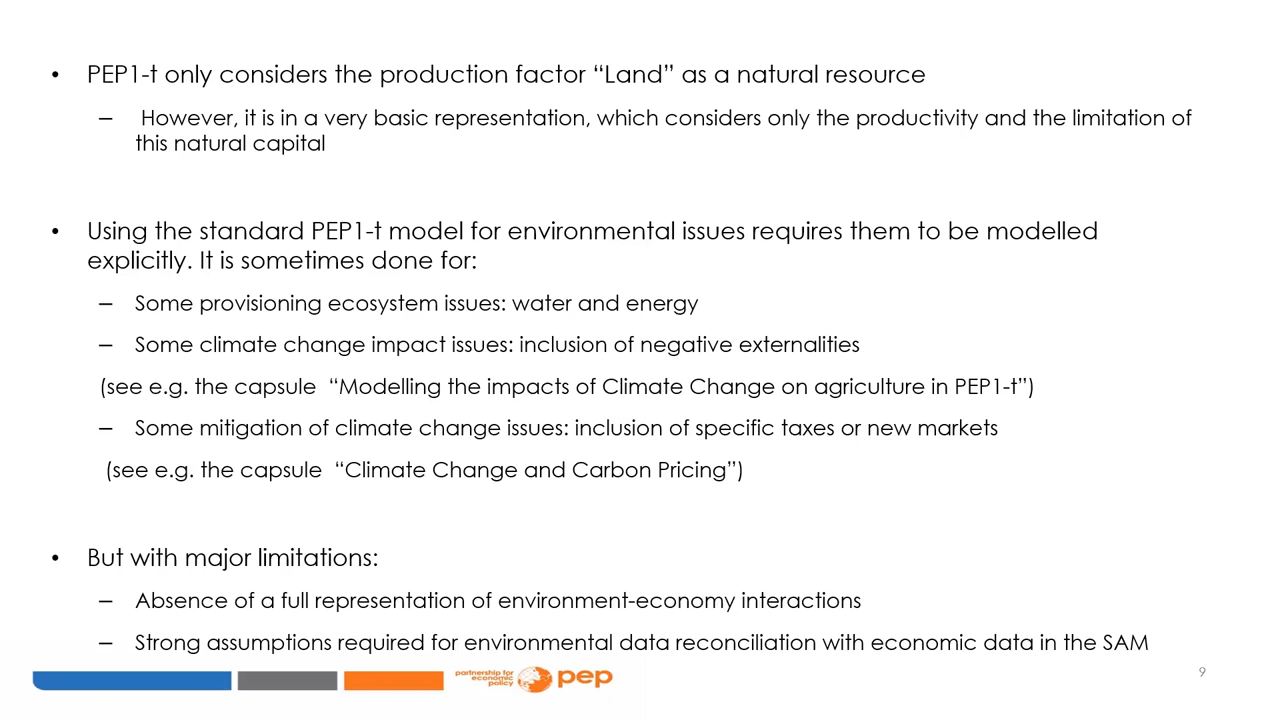 • PEP1-t only considers the production factor “Land” as a natural resource
– However, it is in a very basic representation, which considers only the productivity and the limitation of
this natural capital
• Using the standard PEP1-t model for environmental issues requires them to be modelled
explicitly. It is sometimes done for:
– Some provisioning ecosystem issues: water and energy
– Some climate change impact issues: inclusion of negative externalities
(see e.g. the capsule “Modelling the impacts of Climate Change on agriculture in PEP1-t”)
– Some mitigation of climate change issues: inclusion of specific taxes or new markets
(see e.g. the capsule “Climate Change and Carbon Pricing”)
• But with major limitations:
– Absence of a full representation of environment-economy interactions
– Strong assumptions required for environmental data reconciliation with economic data in the SAM
partnership for
economic
policy
pep
9